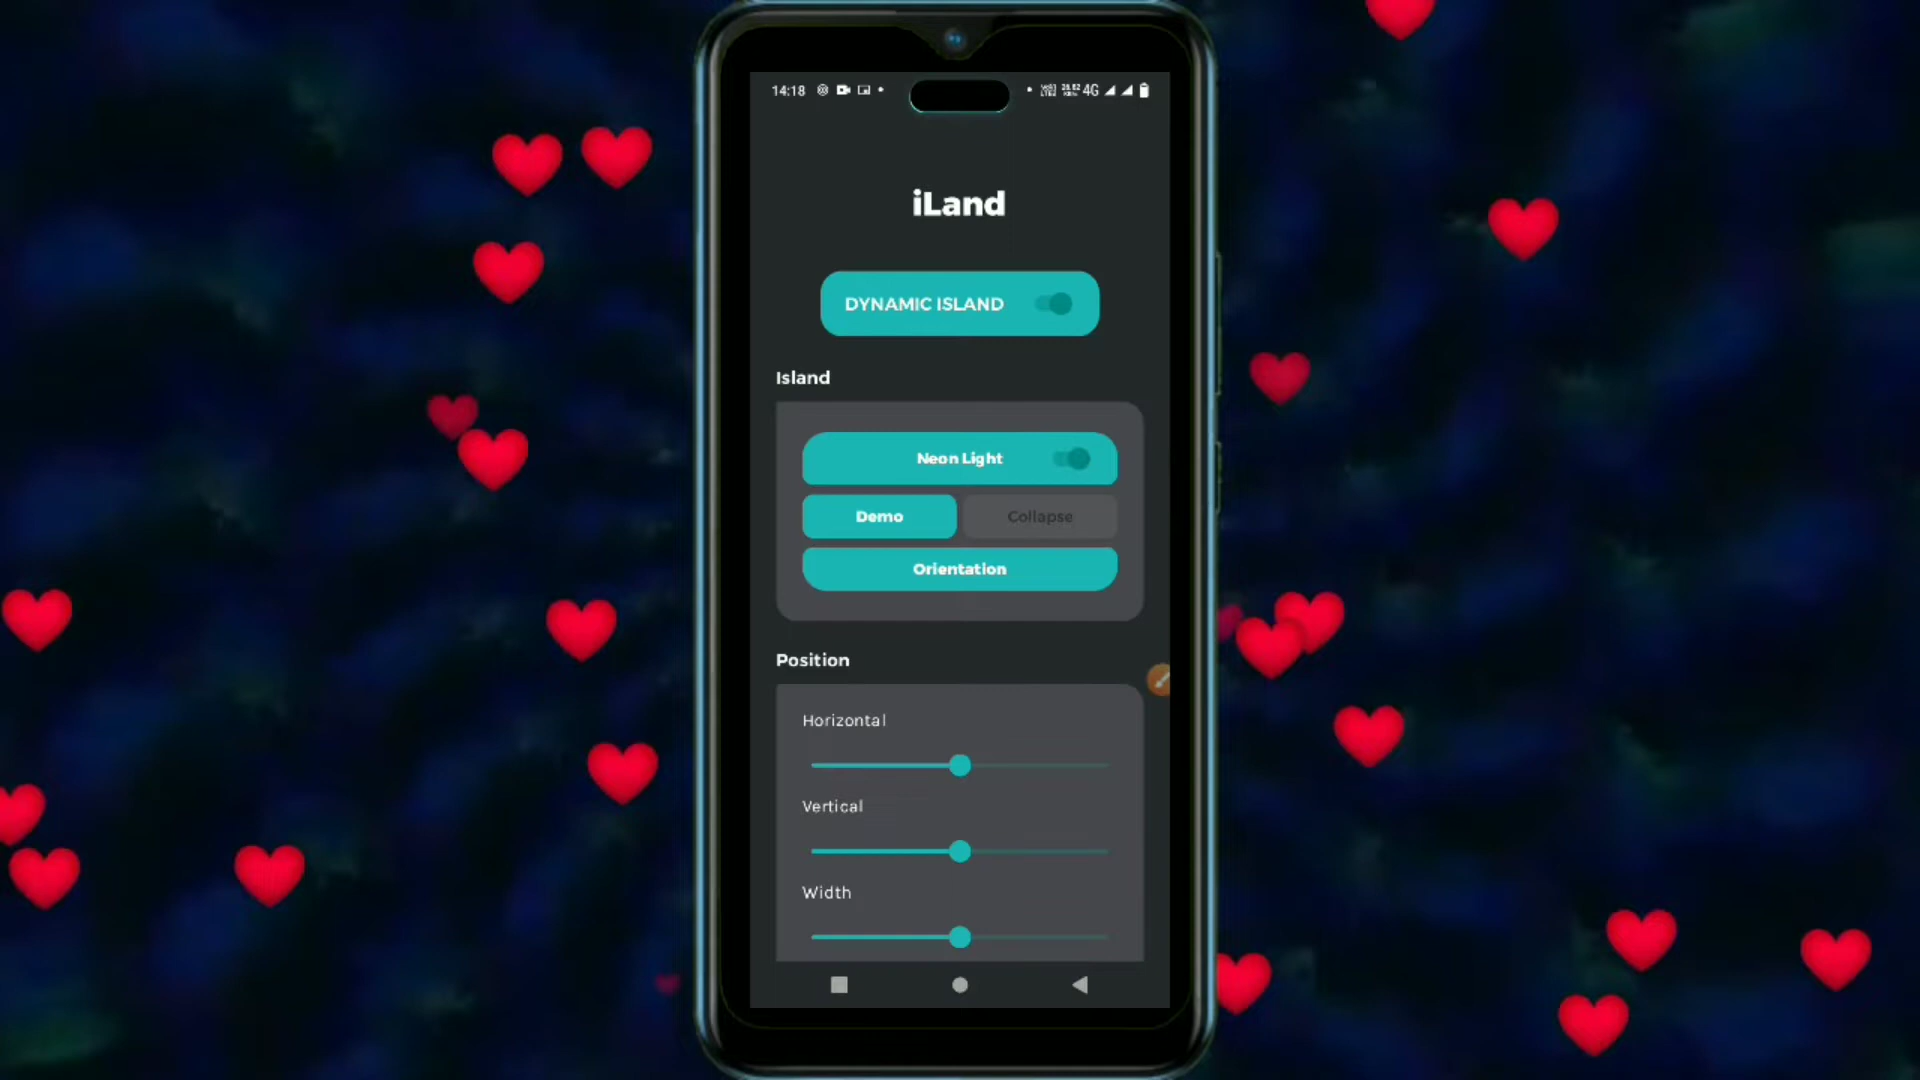 14:18 4G
iLand
DYNAMIC ISLAND
Island
Neon Light
Demo Collapse
Orientation
Position
Horizontal
Vertical
Width